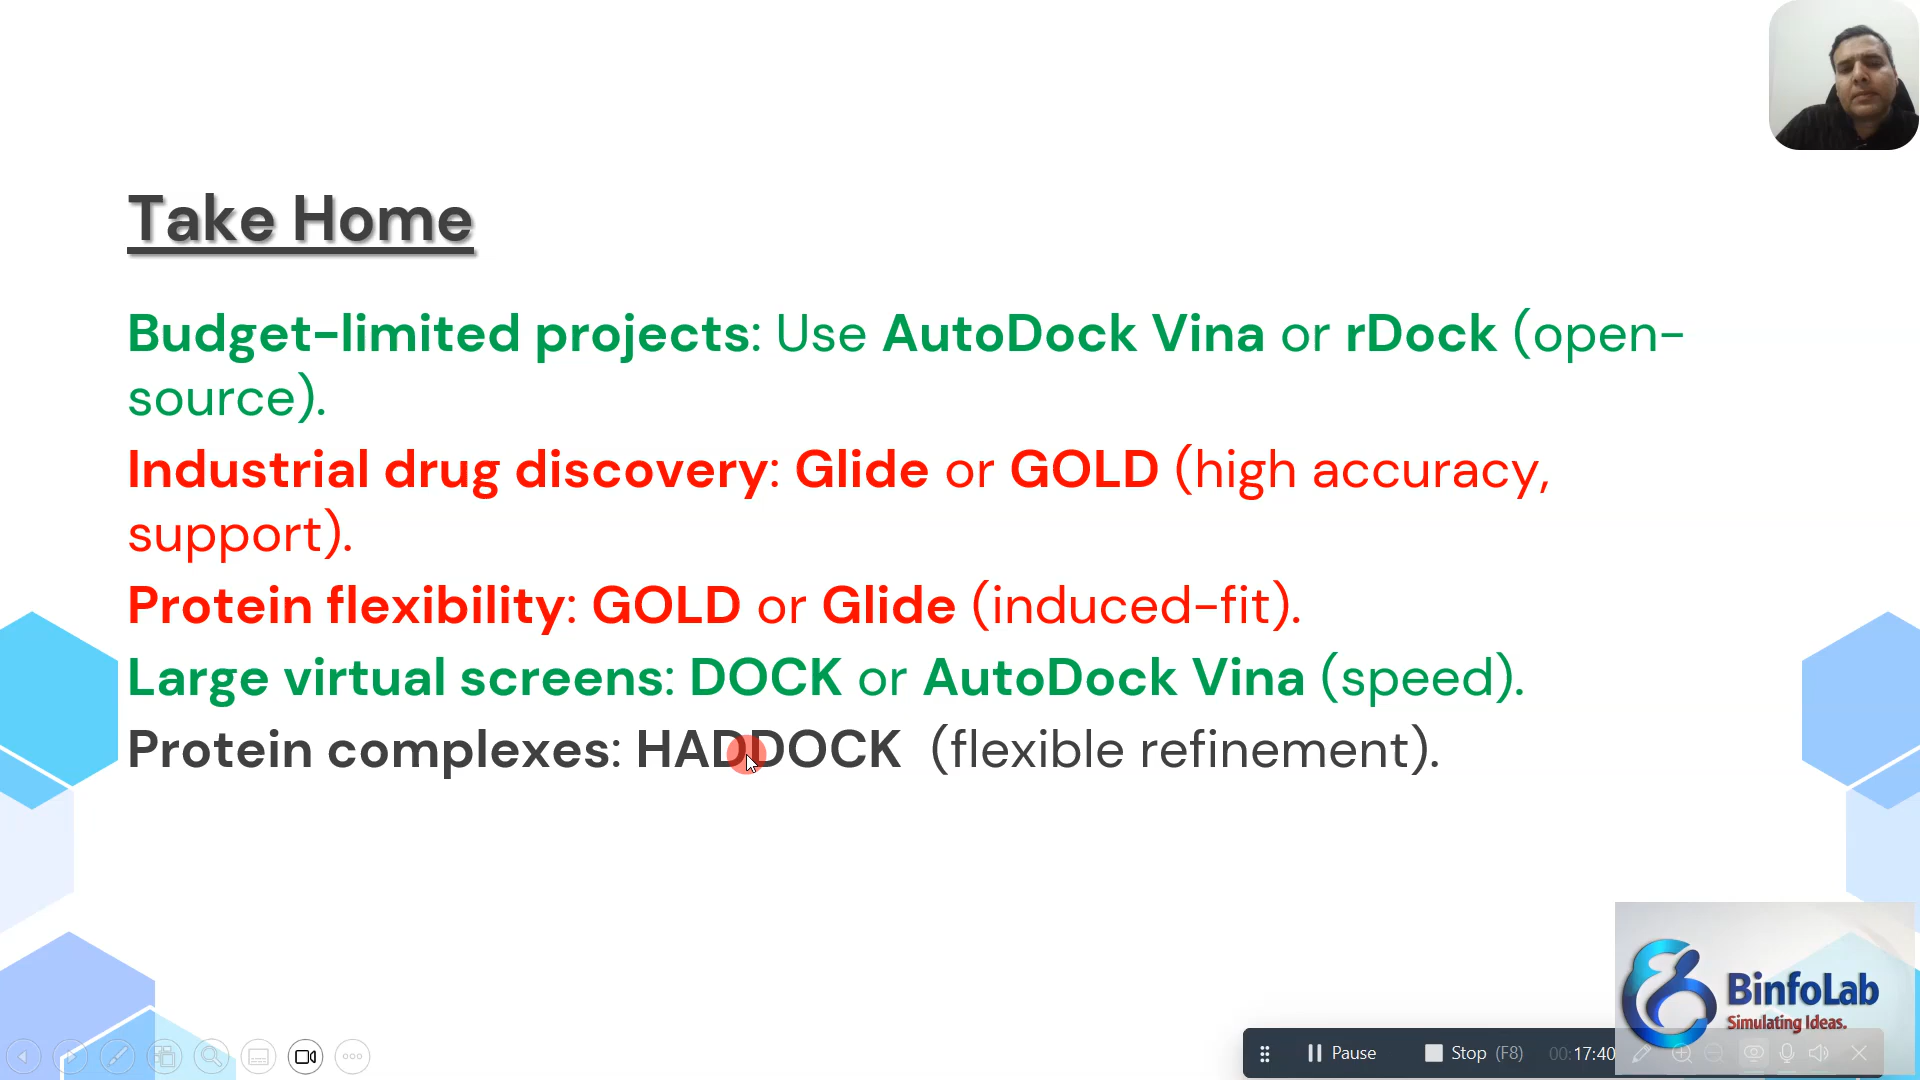 Take Home
Budget-limited projects: Use AutoDock Vina or rDock (open-
source).
Industrial drug discovery: Glide or GOLD (high accuracy,
support).
Protein flexibility: GOLD or Glide (induced-fit).
Large virtual screens: DOCK or AutoDock Vina (speed).
Protein complexes: HADDOCK (flexible refinement).
BinfoLab
Simulating Ideas.
Pause Stop (F8) 00:17:40